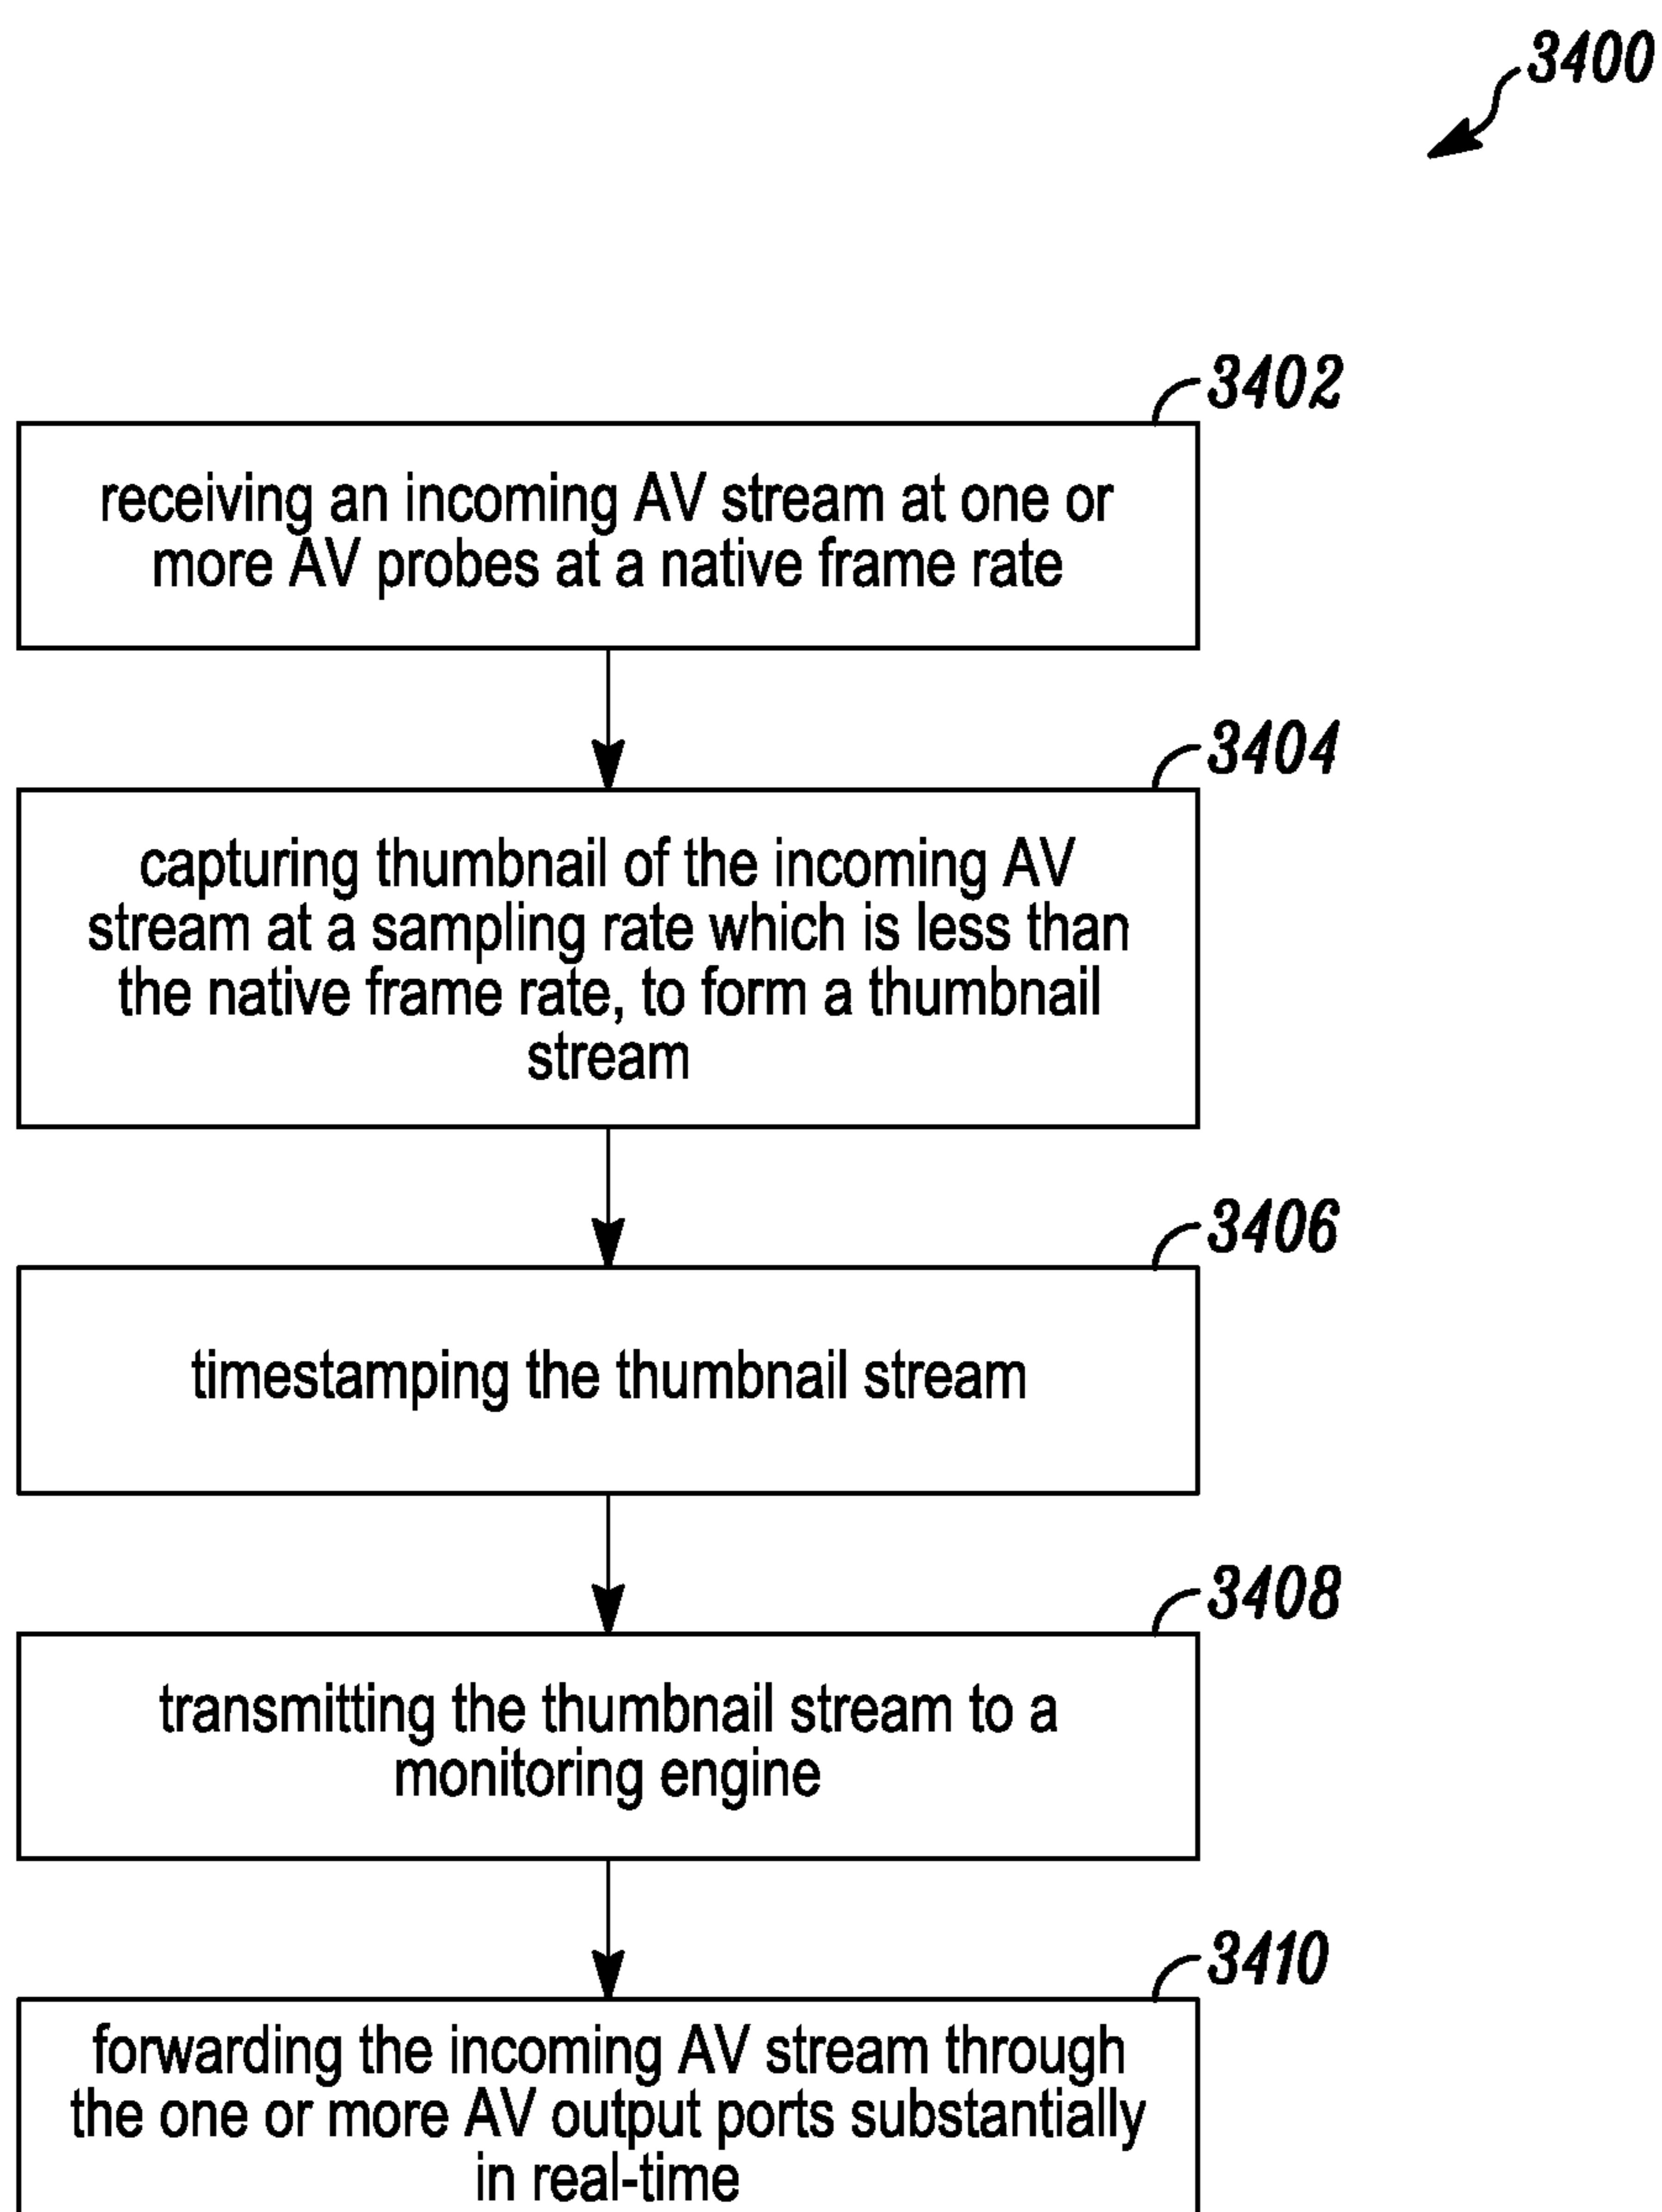 3400
3402
receiving an incoming AV stream at one or
more AV probes at a native frame rate
3404
capturing thumbnail of the incoming AV
stream at a sampling rate which is less than
the native frame rate, to form a thumbnail
stream
3406
timestamping the thumbnail stream
3408
transmitting the thumbnail stream to a
monitoring engine
3410
forwarding the incoming AV stream through
the one or more AV output ports substantially
in real-time